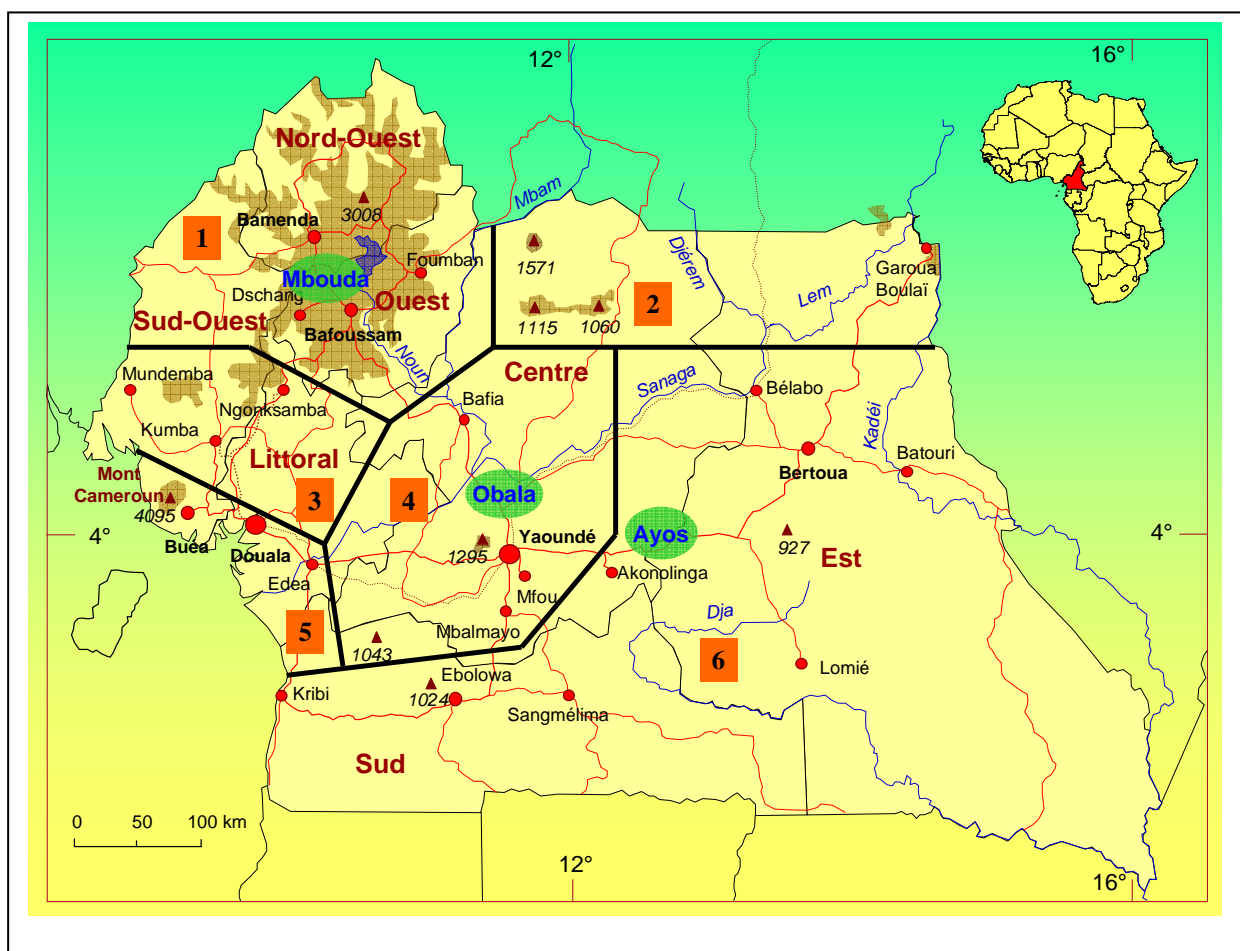 12°
16°
Nord-Ouest
3008
Bamenda
1
Mbam
1571
Foumban
Mbouda
Djérem
Garoua
Boulaï
Lem
Dschang
Ouest
2
1115
1060
Sud-Ouest
Bafoussam
Noun
Centre
Mundemba
Sanaga
Bélabo
Ngonksamba
Bafia
Kadéi
Kumba
Littoral
Bertoua
Batouri
Mont
Cameroun
4095
3
4
Obala
Buéa
Douala
Yaoundé
Ayos
4°
4°
927
1295
Est
Edea
Akonolinga
Mfou
Dja
5
Mbalmayo
1043
6
Ebolowa
Lomié
Kribi
1024
Sangmélima
Sud
0 50 100 km
12°
16°